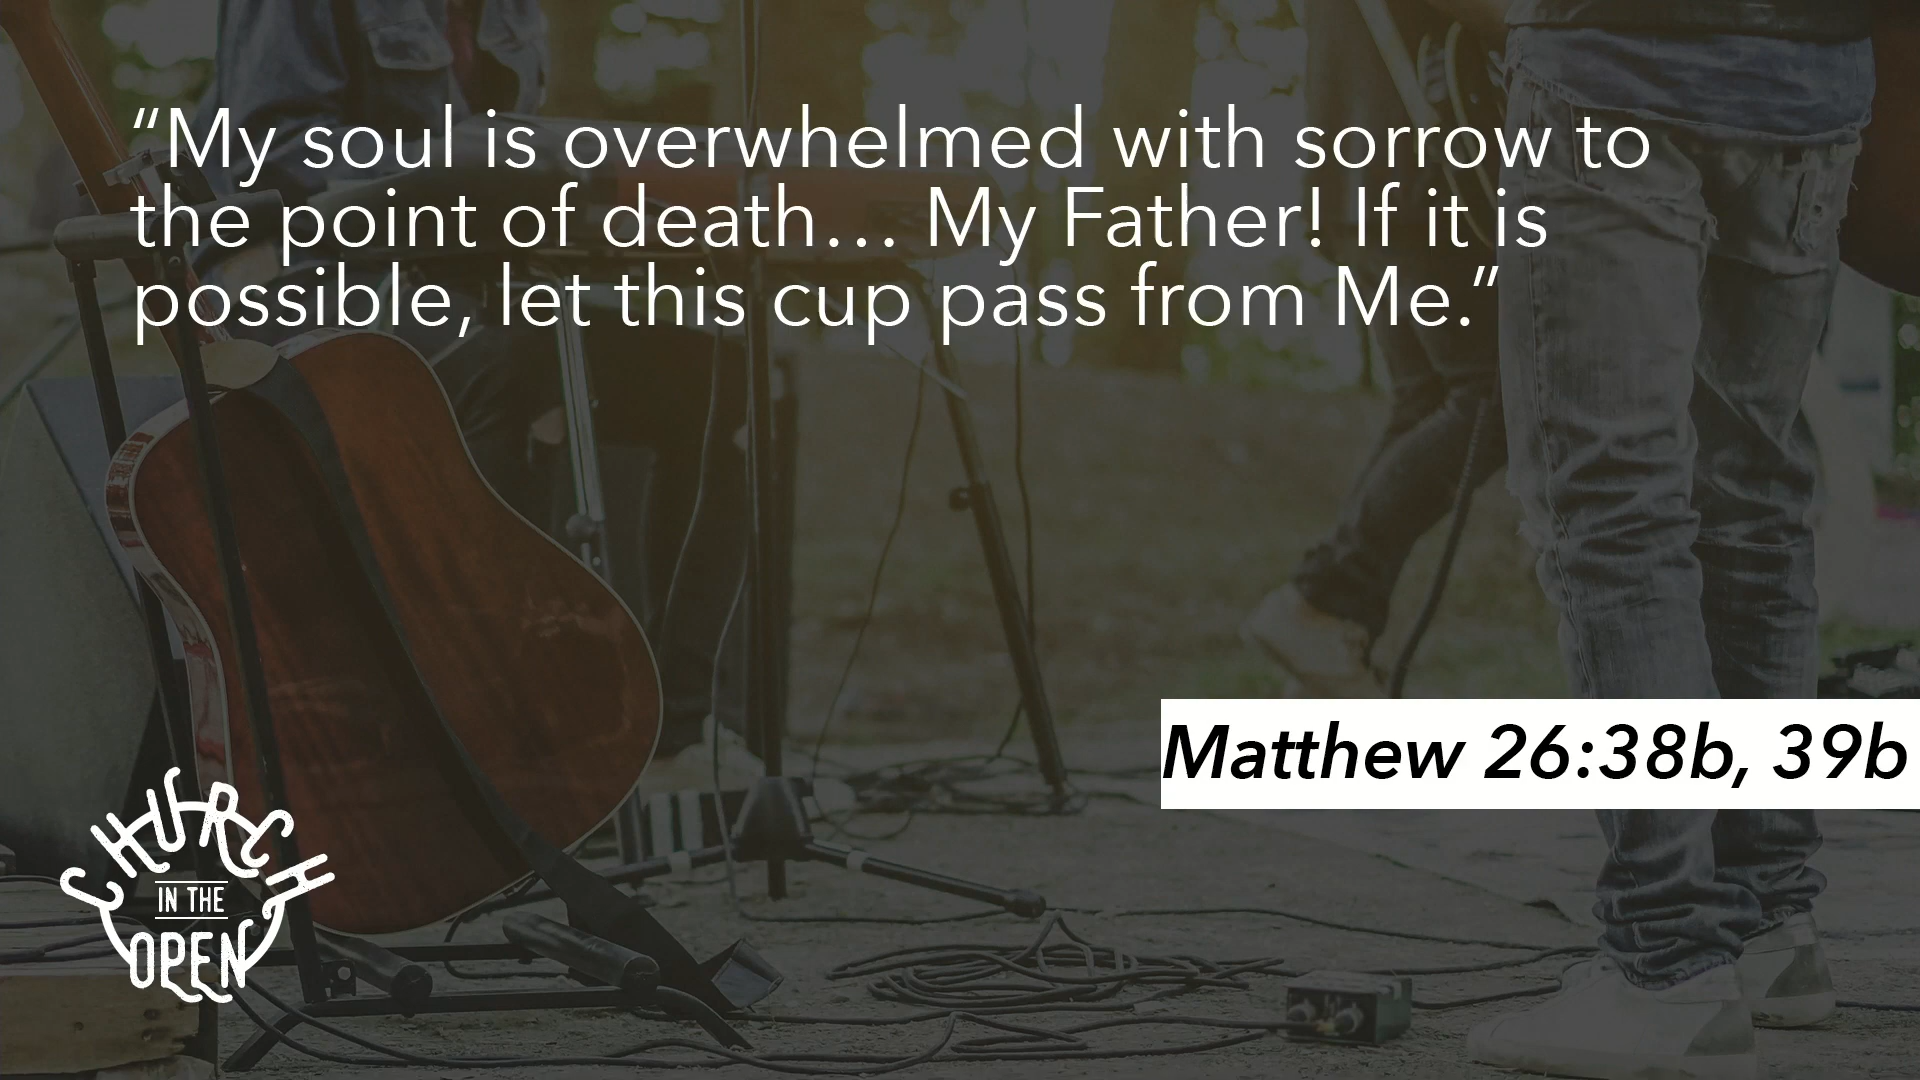 “My soul is overwhelmed with sorrow to
the point of death… My Father! If it is
possible, let this cup pass from Me.”
Matthew 26:38b, 39b
CHURCH
IN THE
OPEN